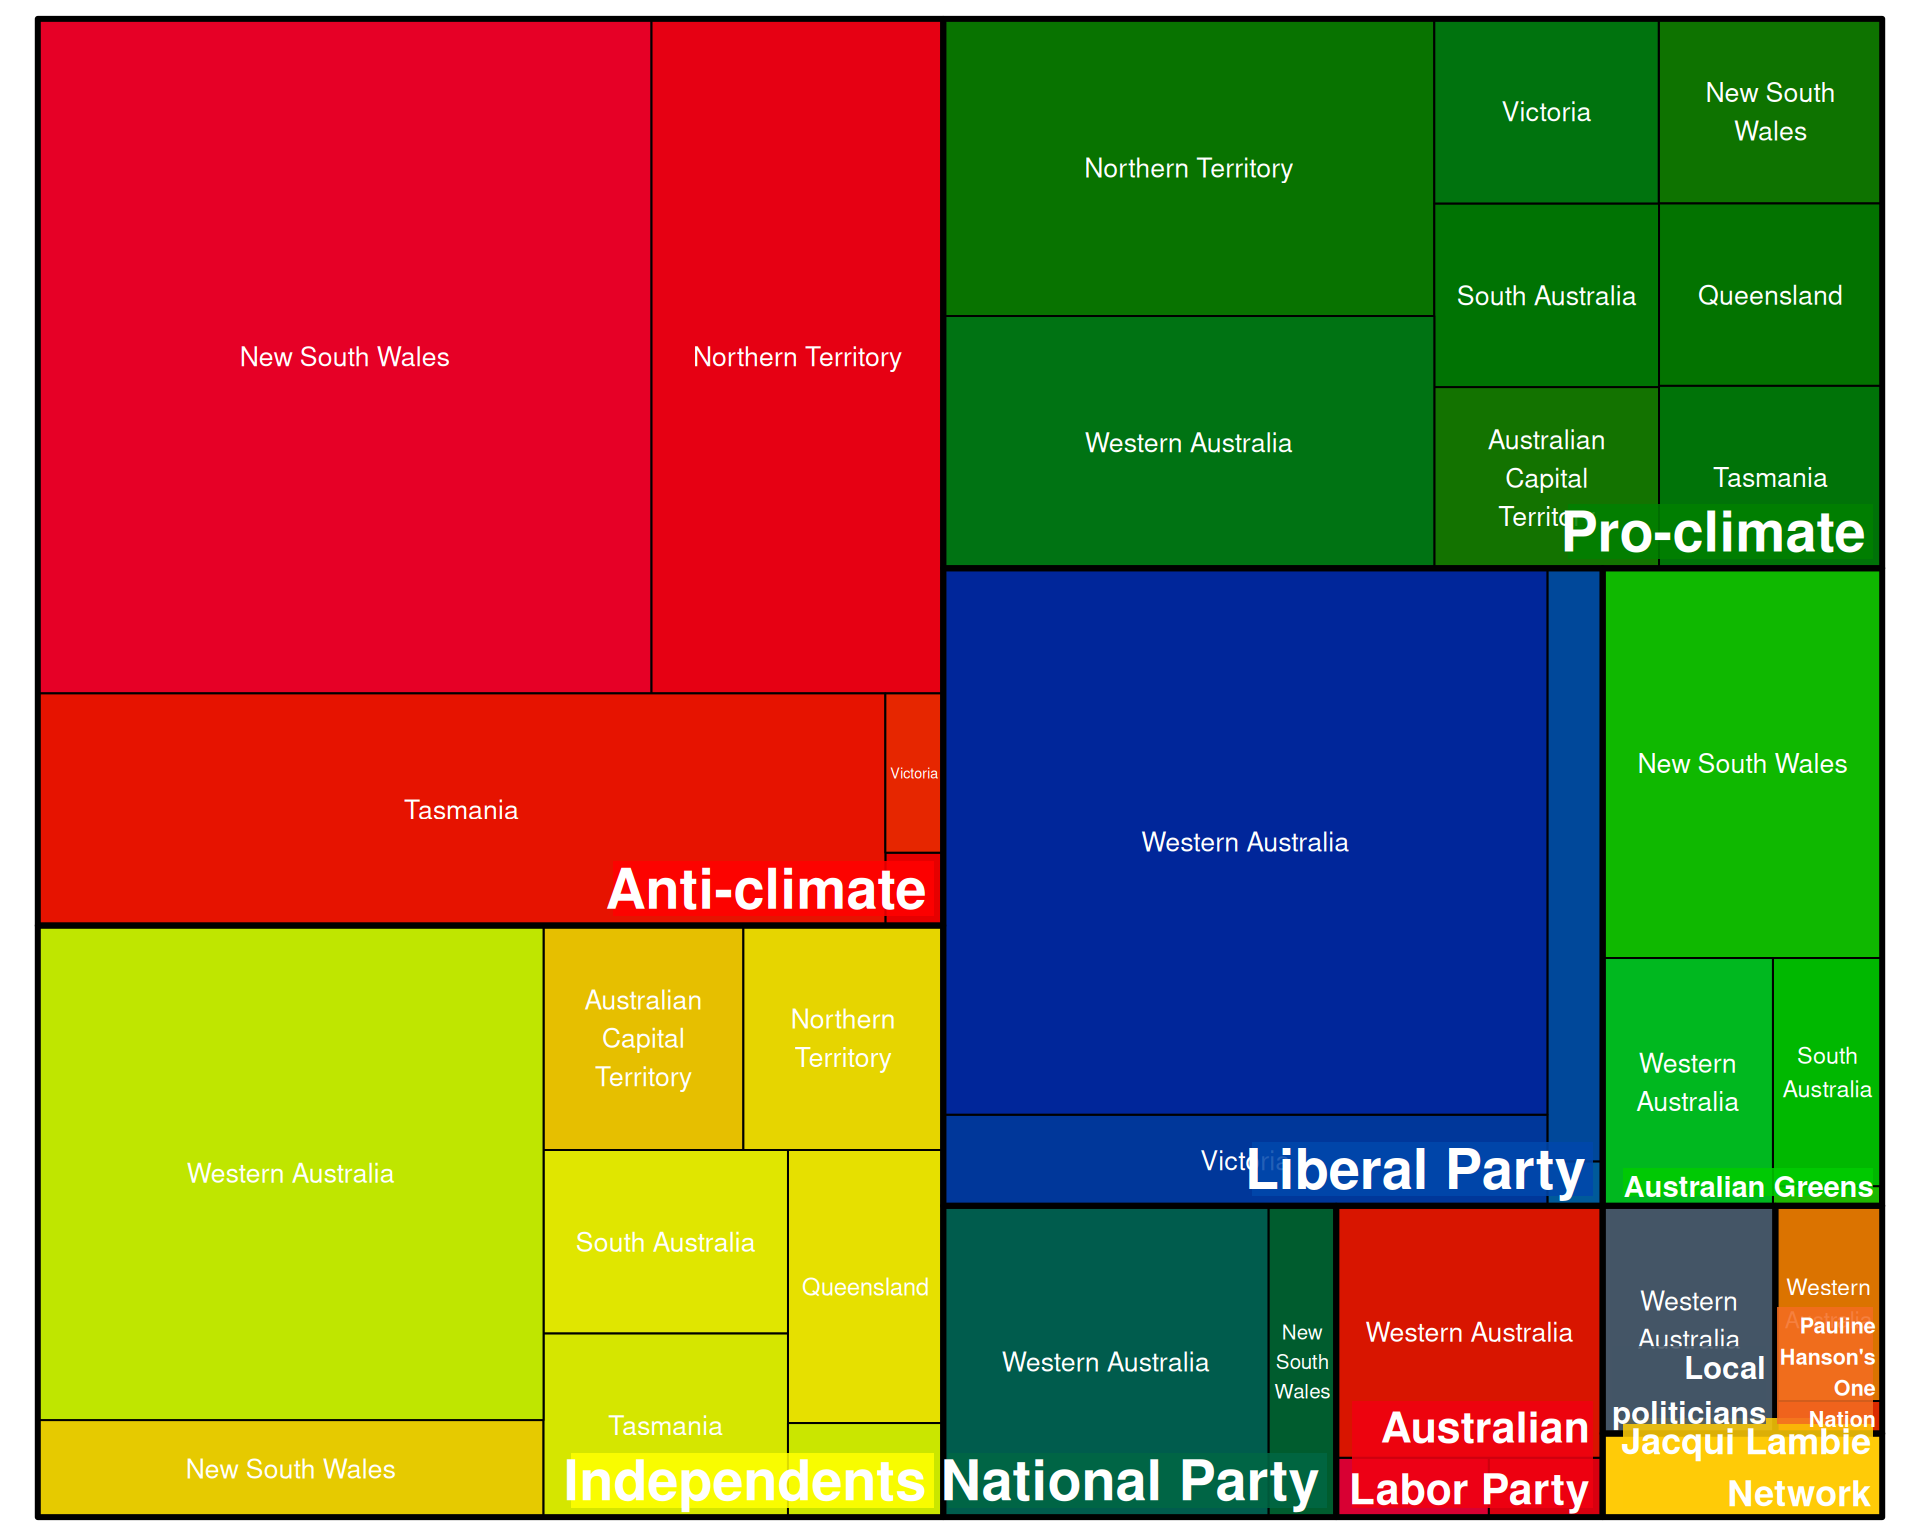 New South Wales
Northern Territory
Tasmania
Victoria
Anti-climate
Northern Territory
Western Australia
Victoria
New South
Wales
South Australia
Queensland
Australian
Capital
Territory
Tasmania
Pro-climate
Western Australia
Australian
Capital
Territory
Northern
Territory
South Australia
Queensland
Tasmania
New South Wales
Independents
Western Australia
Victoria
Liberal Party
New South Wales
Western
Australia
South
Australia
Australian Greens
Western Australia
New
South
Wales
National Party
Western Australia
Australian
Labor Party
Western
Australia
Local
politicians
Western
Australia
Pauline
Hanson's
One
Nation
Jacqui Lambie
Network